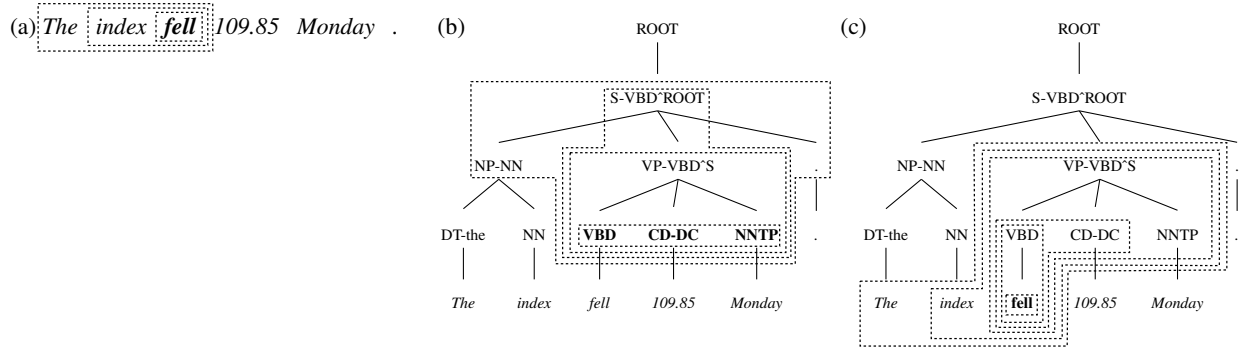 (a) The index fell 109.85 Monday . (b) (c)
ROOT ROOT
S-VBDˆROOT S-VBDˆROOT
NP-NN VP-VBDˆS . NP-NN VP-VBDˆS .
DT-the NN VBD CD-DC NNTP . DT-the NN VBD CD-DC NNTP .
The index fell 109.85 Monday The index fell 109.85 Monday